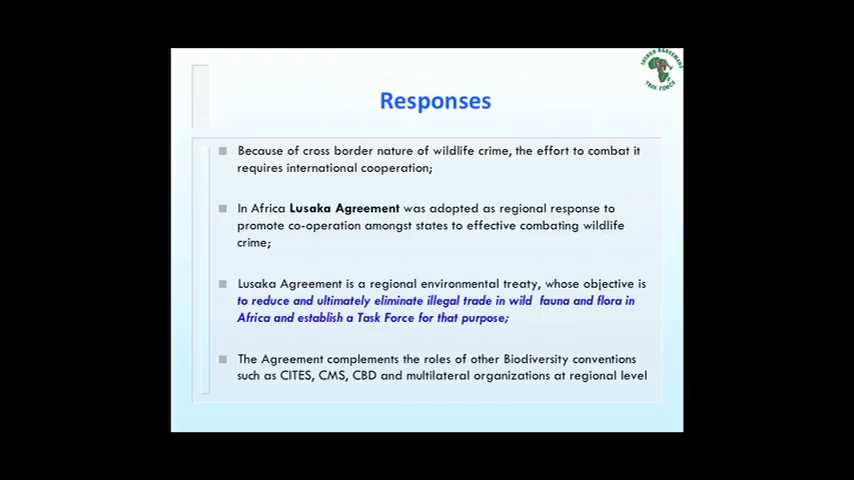 LUSAKA AGREEMENT
TASK FORCE
Responses
Because of cross border nature of wildlife crime, the effort to combat it
requires international cooperation;
In Africa Lusaka Agreement was adopted as regional response to
promote co-operation amongst states to effective combating wildlife
crime;
Lusaka Agreement is a regional environmental treaty, whose objective is
to reduce and ultimately eliminate illegal trade in wild fauna and flora in
Africa and establish a Task Force for that purpose;
The Agreement complements the roles of other Biodiversity conventions
such as CITES, CMS, CBD and multilateral organizations at regional level